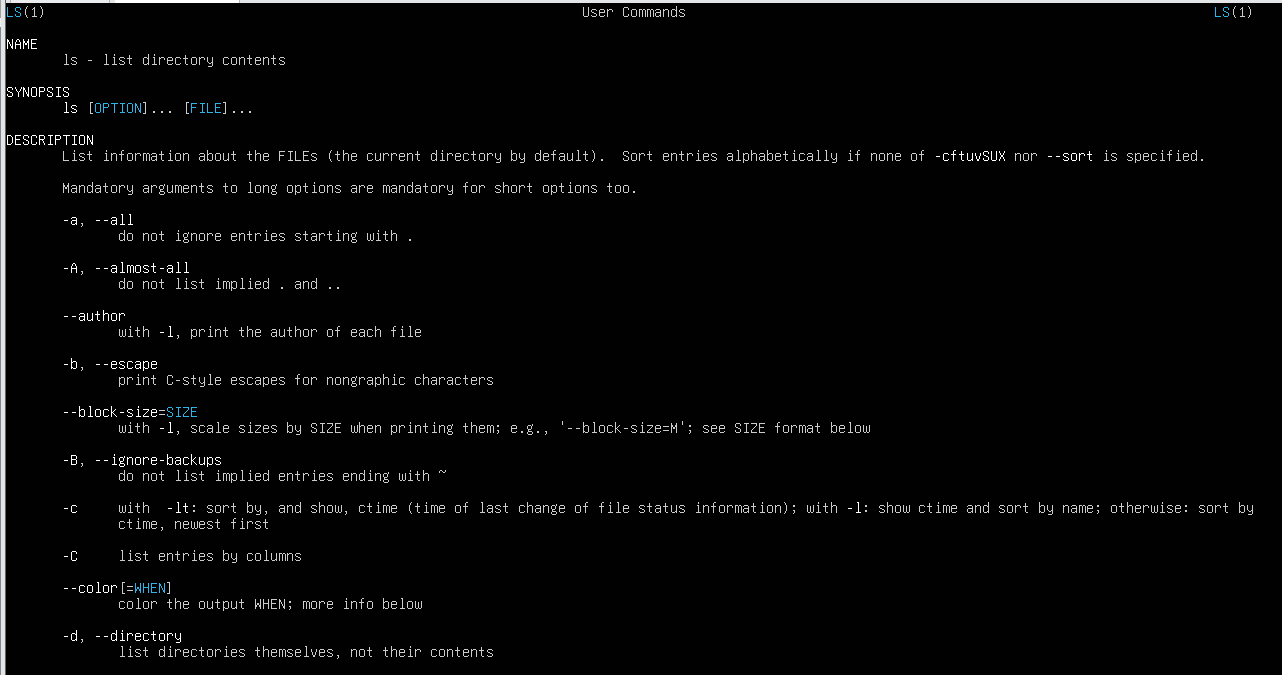 LS(1) User Commands LS(1)
NAME
ls - list directory contents
SYNOPSIS
ls [OPTION]... [FILE]...
DESCRIPTION
List information about the FILEs (the current directory by default). Sort entries alphabetically if none of -cftuvSUX nor --sort is specified.
Mandatory arguments to long options are mandatory for short options too.
-a, --all
do not ignore entries starting with .
-A, --almost-all
do not list implied . and ..
--author
with -l, print the author of each file
-b, --escape
print C-style escapes for nongraphic characters
--block-size=SIZE
with -l, scale sizes by SIZE when printing them; e.g., '--block-size=M'; see SIZE format below
-B, --ignore-backups
do not list implied entries ending with ~
-c with -lt: sort by, and show, ctime (time of last change of file status information); with -l: show ctime and sort by name; otherwise: sort by
ctime, newest first
-C list entries by columns
--color[=WHEN]
color the output WHEN; more info below
-d, --directory
list directories themselves, not their contents